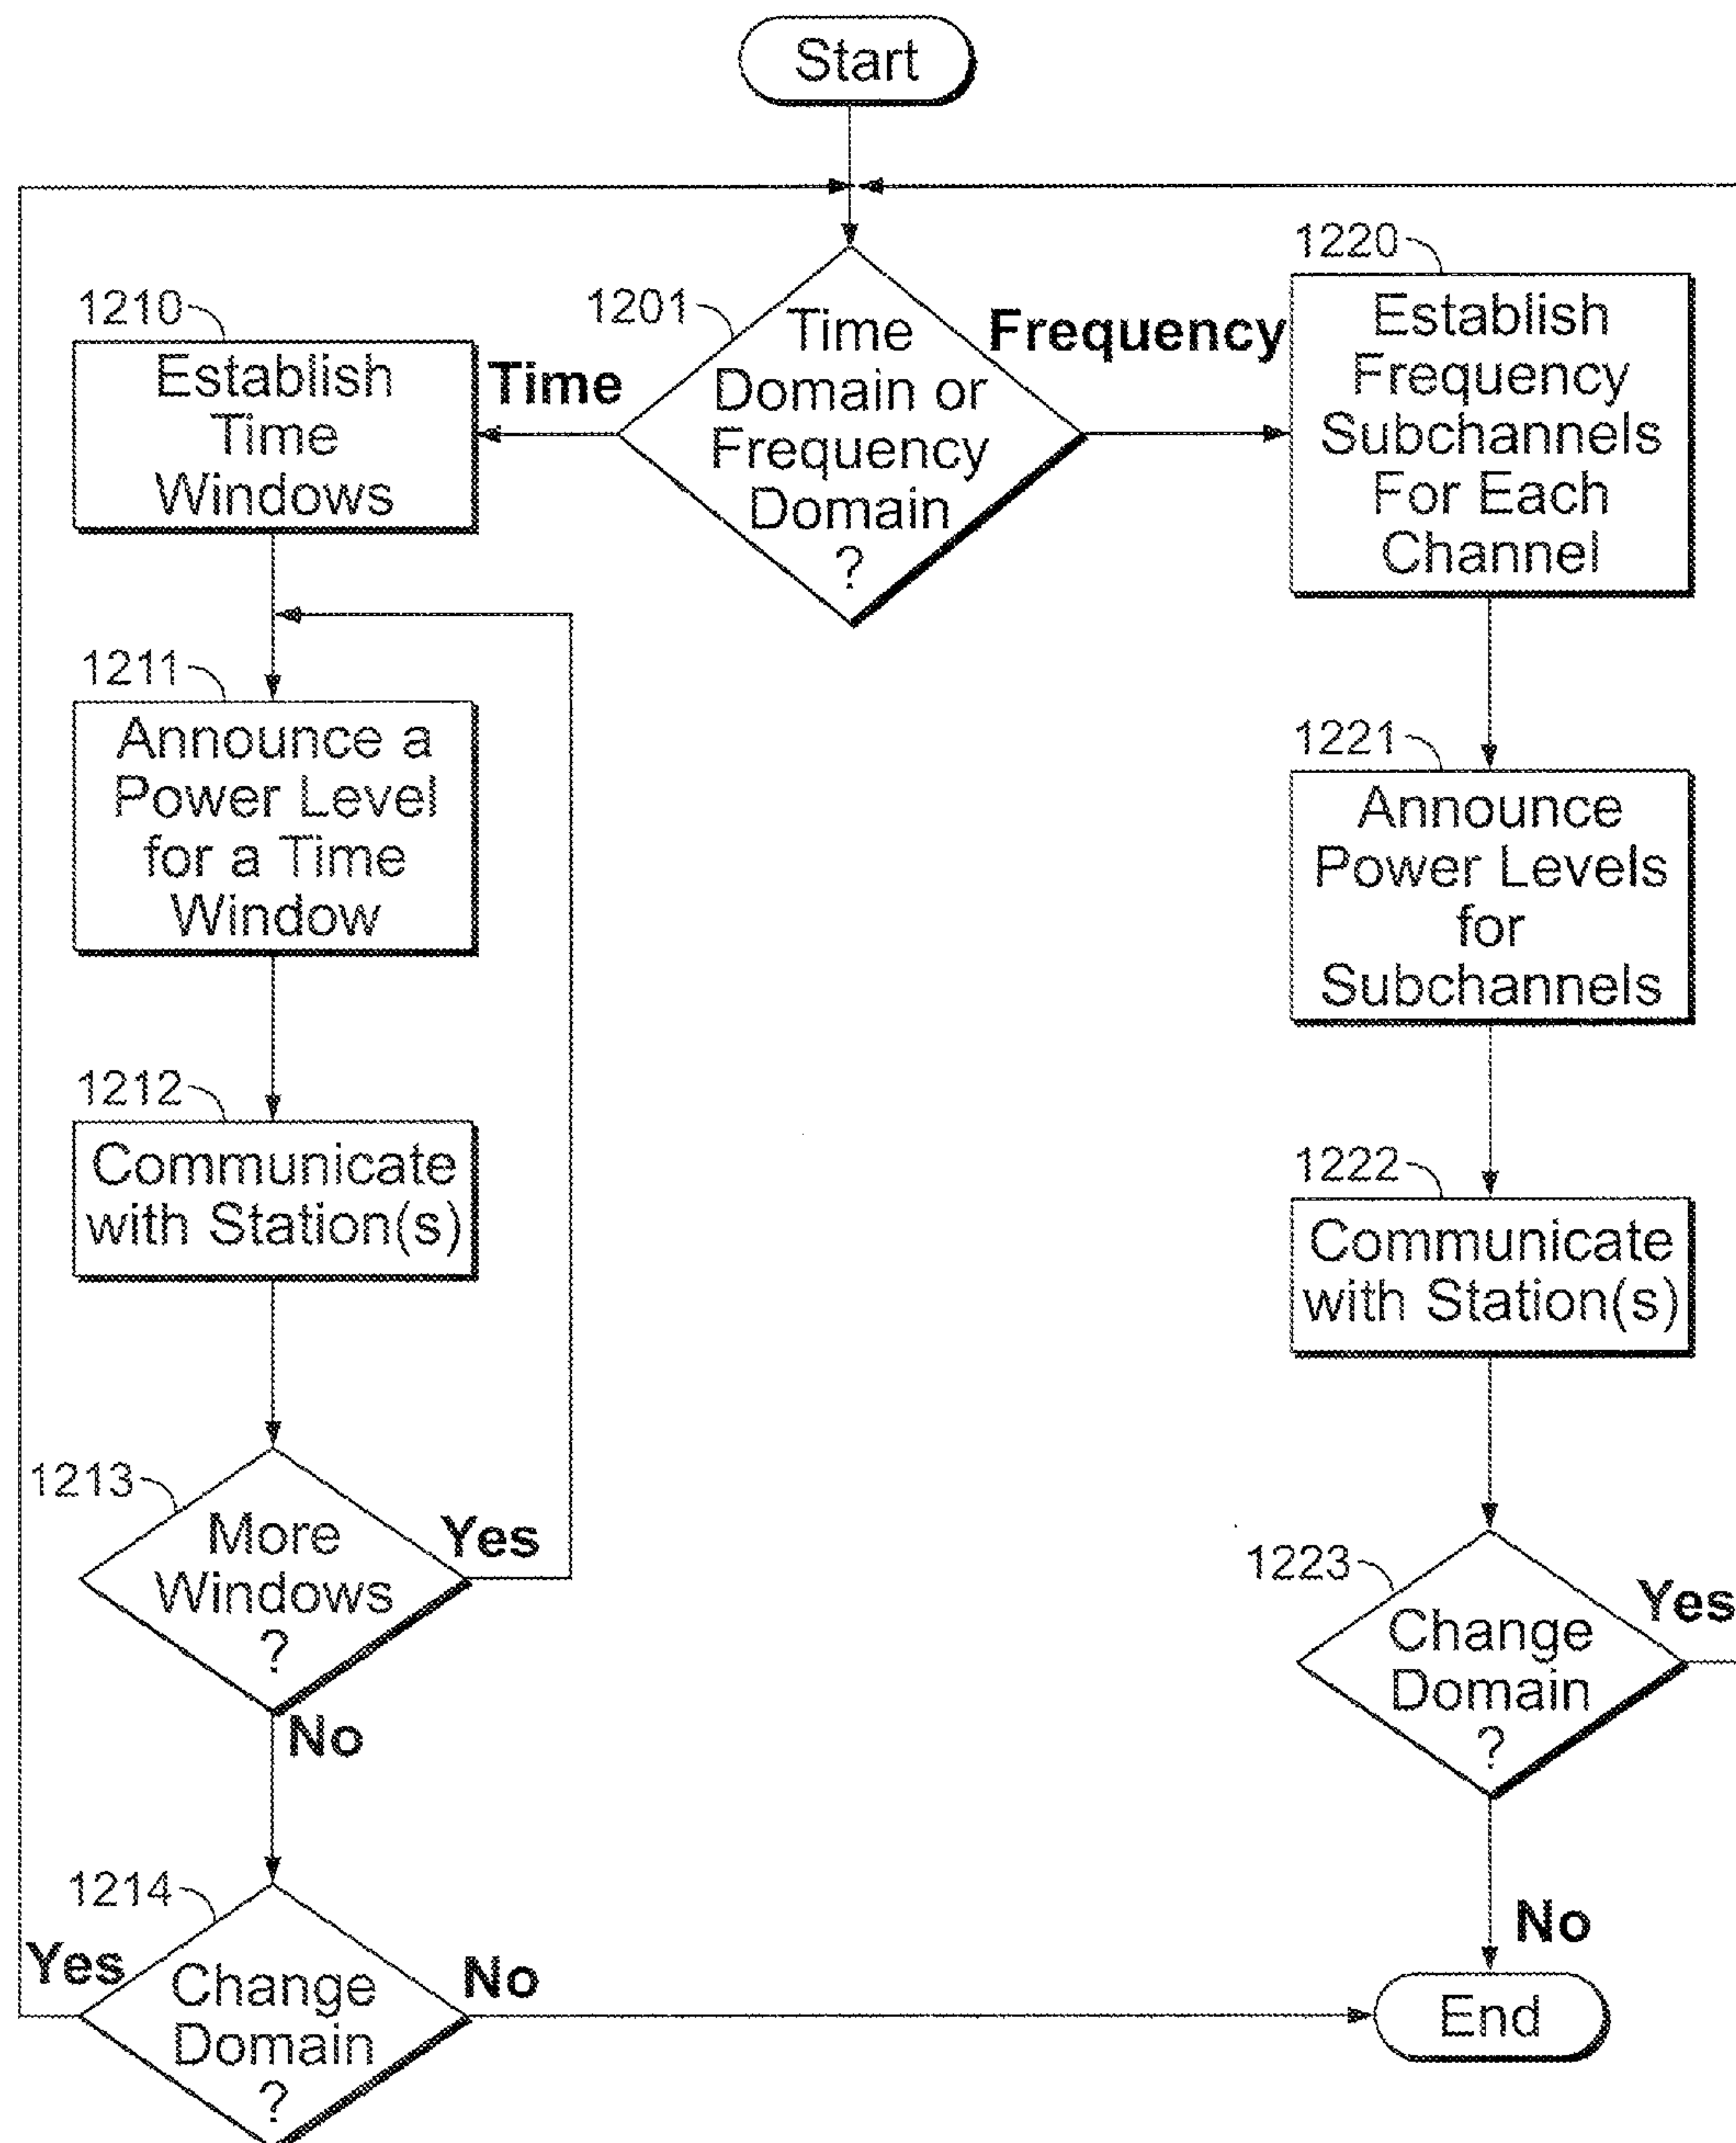 Start
1201
Time
Domain or
Frequency
Domain
?
Time
Frequency
1210
Establish
Time
Windows
1211
Announce a
Power Level
for a Time
Window
1212
Communicate
with Station(s)
1213
More
Windows
?
Yes
No
1214
Change
Domain
?
Yes
No
1220
Establish
Frequency
Subchannels
For Each
Channel
1221
Announce
Power Levels
for
Subchannels
1222
Communicate
with Station(s)
1223
Change
Domain
?
Yes
No
End